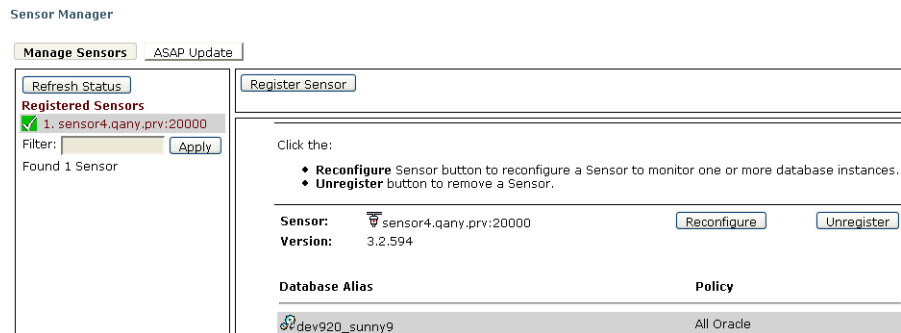 Sensor Manager
Manage Sensors ASAP Update
Refresh Status
Registered Sensors
1. sensor4.qany.prv:20000
Filter: Apply
Found 1 Sensor
Register Sensor
Click the:
• Reconfigure Sensor button to reconfigure a Sensor to monitor one or more database instances.
• Unregister button to remove a Sensor.
Sensor: sensor4.qany.prv:20000 Reconfigure Unregister
Version: 3.2.594
Database Alias Policy
dev920_sunny9 All Oracle